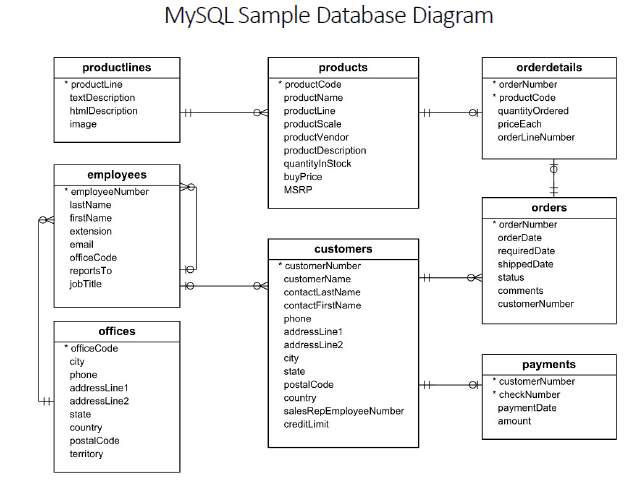 MySQL Sample Database Diagram
productlines
* productLine
textDescription
htmlDescription
image
products
* productCode
productName
productLine
productScale
productVendor
productDescription
quantityInStock
buyPrice
MSRP
orderdetails
* orderNumber
* productCode
quantityOrdered
priceEach
orderLineNumber
employees
* employeeNumber
lastName
firstName
extension
email
officeCode
reportsTo
jobTitle
customers
* customerNumber
customerName
contactLastName
contactFirstName
phone
addressLine1
addressLine2
city
state
postalCode
country
salesRepEmployeeNumber
creditLimit
orders
* orderNumber
orderDate
requiredDate
shippedDate
status
comments
customerNumber
offices
* officeCode
city
phone
addressLine1
addressLine2
state
country
postalCode
territory
payments
* customerNumber
* checkNumber
paymentDate
amount